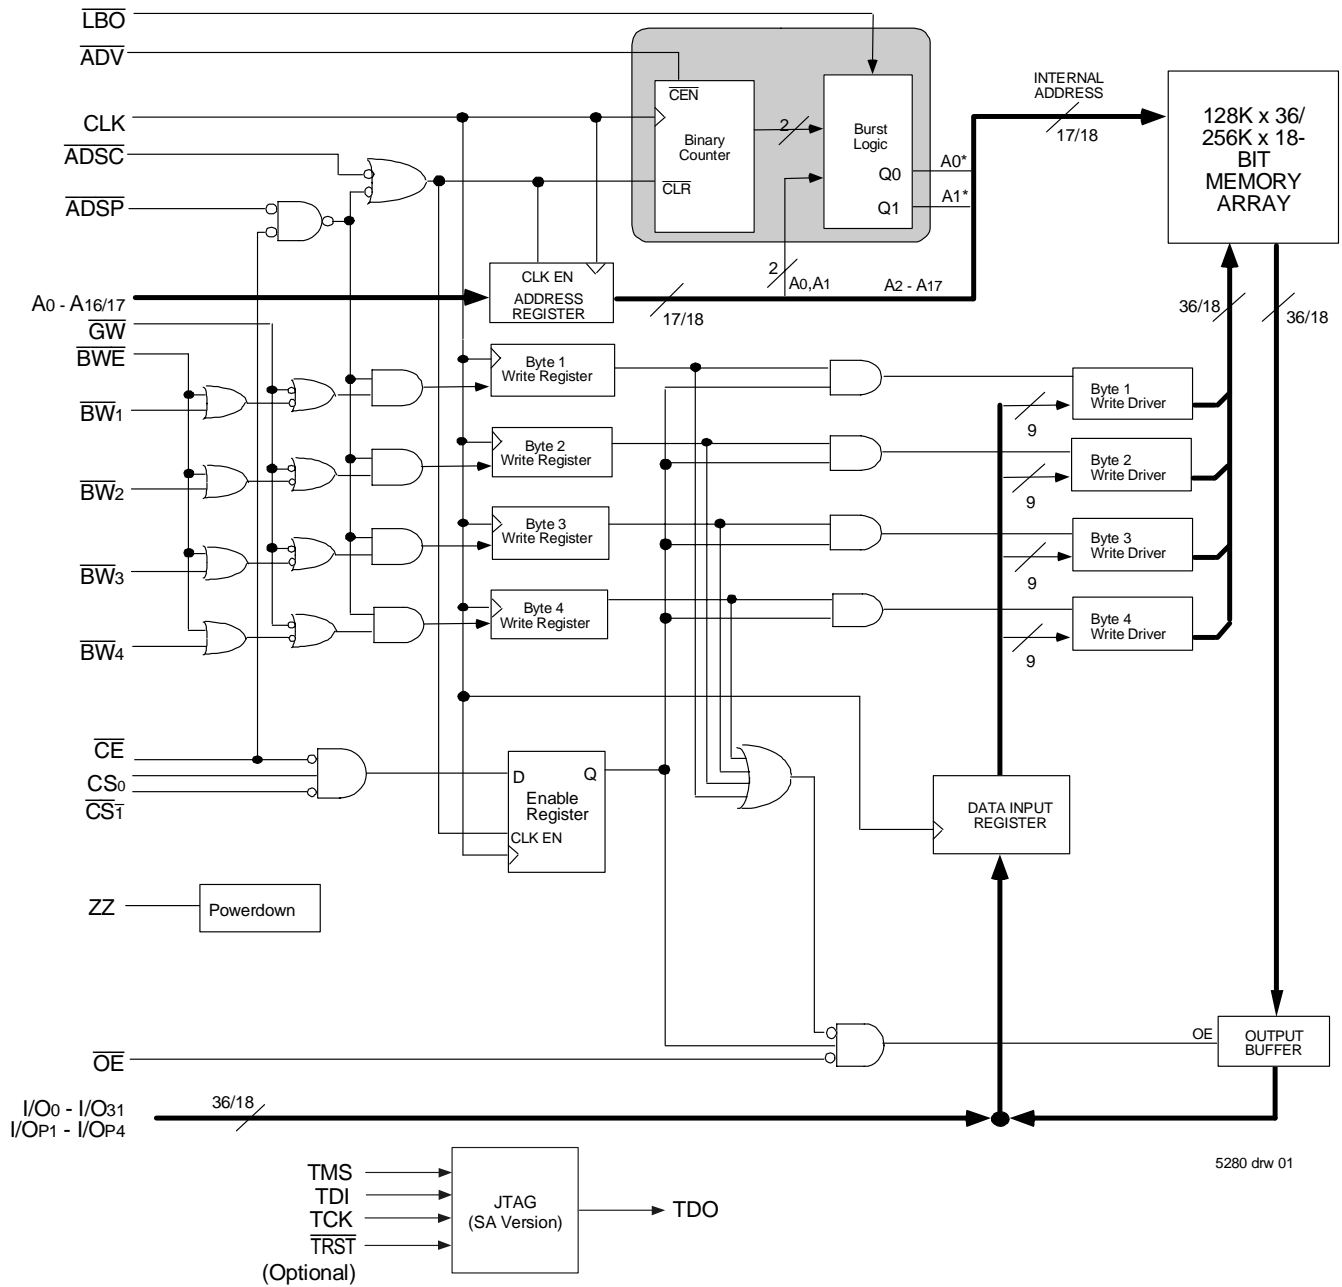 LBO
ADV
CLK
ADSC
ADSP
CEN
Binary
Counter
CLR
2
Burst
Logic
Q0
Q1
A0*
A1*
INTERNAL
ADDRESS
17/18
128K x 36/
256K x 18-
BIT
MEMORY
ARRAY
A0 - A16/17
CLK EN
ADDRESS
REGISTER
17/18
2
A0,A1
A2 - A17
36/18
36/18
GW
BWE
BW1
BW2
BW3
BW4
Byte 1
Write Register
Byte 2
Write Register
Byte 3
Write Register
Byte 4
Write Register
9
Byte 1
Write Driver
9
Byte 2
Write Driver
9
Byte 3
Write Driver
9
Byte 4
Write Driver
CE
CS0
CS1
D
Q
Enable
Register
CLK EN
DATA INPUT
REGISTER
ZZ
Powerdown
OE
OE
OUTPUT
BUFFER
I/O0 - I/O31
I/OP1 - I/OP4
36/18
5280 drw 01
TMS
TDI
TCK
TRST
(Optional)
JTAG
(SA Version)
TDO